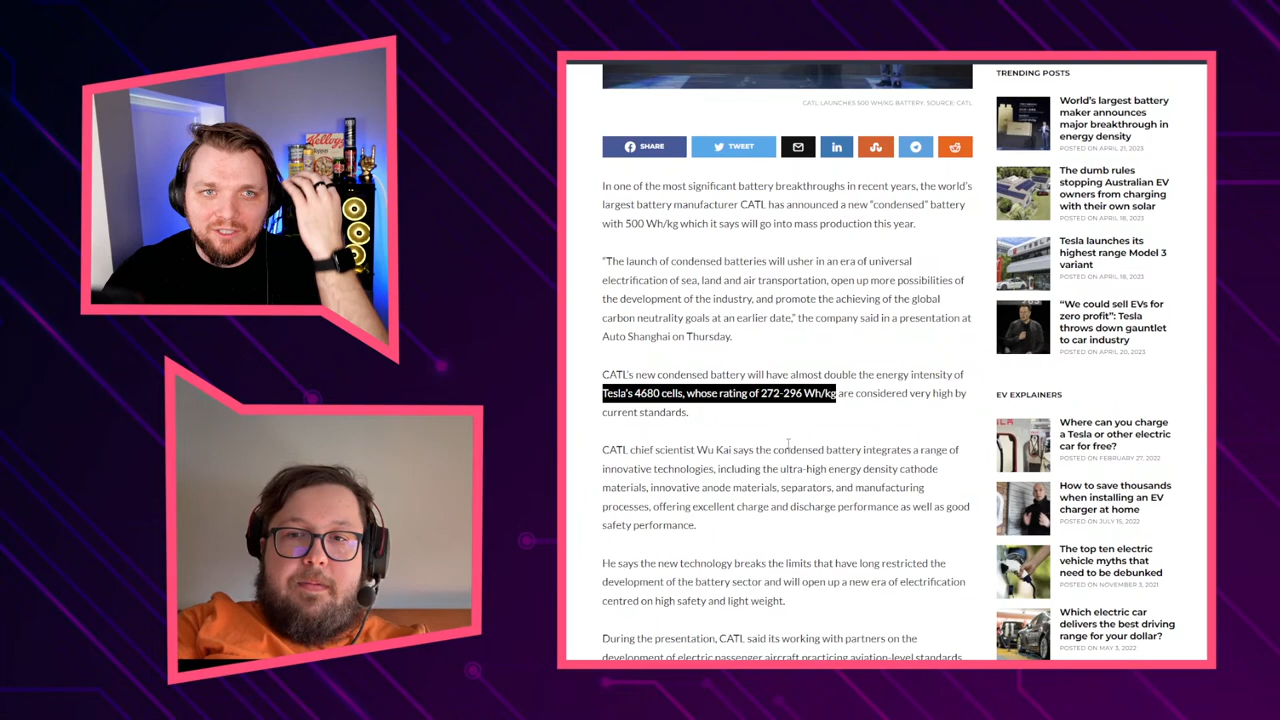 Kelloggs
CATL LAUNCHES 500 WH/KG BATTERY. SOURCE: CATL
SHARE
TWEET
In one of the most significant battery breakthroughs in recent years, the world's
largest battery manufacturer CATL has announced a new “condensed” battery
with 500 Wh/kg which it says will go into mass production this year.
“The launch of condensed batteries will usher in an era of universal
electrification of sea, land and air transportation, open up more possibilities of
the development of the industry, and promote the achieving of the global
carbon neutrality goals at an earlier date,” the company said in a presentation at
Auto Shanghai on Thursday.
CATL's new condensed battery will have almost double the energy intensity of
Tesla's 4680 cells, whose rating of 272-296 Wh/kg are considered very high by
current standards.
CATL chief scientist Wu Kai says the condensed battery integrates a range of
innovative technologies, including the ultra-high energy density cathode
materials, innovative anode materials, separators, and manufacturing
processes, offering excellent charge and discharge performance as well as good
safety performance.
He says the new technology breaks the limits that have long restricted the
development of the battery sector and will open up a new era of electrification
centred on high safety and light weight.
During the presentation, CATL said its working with partners on the
development of electric passenger aircraft practicing aviation-level standards
TRENDING POSTS
World's largest battery
maker announces
major breakthrough in
energy density
POSTED ON APRIL 21, 2023
The dumb rules
stopping Australian EV
owners from charging
with their own solar
POSTED ON APRIL 18, 2023
Tesla launches its
highest range Model 3
variant
POSTED ON APRIL 18, 2023
“We could sell EVs for
zero profit”: Tesla
throws down gauntlet
to car industry
POSTED ON APRIL 20, 2023
EV EXPLAINERS
Where can you charge
a Tesla or other electric
car for free?
POSTED ON FEBRUARY 27, 2022
How to save thousands
when installing an EV
charger at home
POSTED ON JULY 15, 2022
The top ten electric
vehicle myths that
need to be debunked
POSTED ON NOVEMBER 3, 2021
Which electric car
delivers the best driving
range for your dollar?
POSTED ON MAY 3, 2022